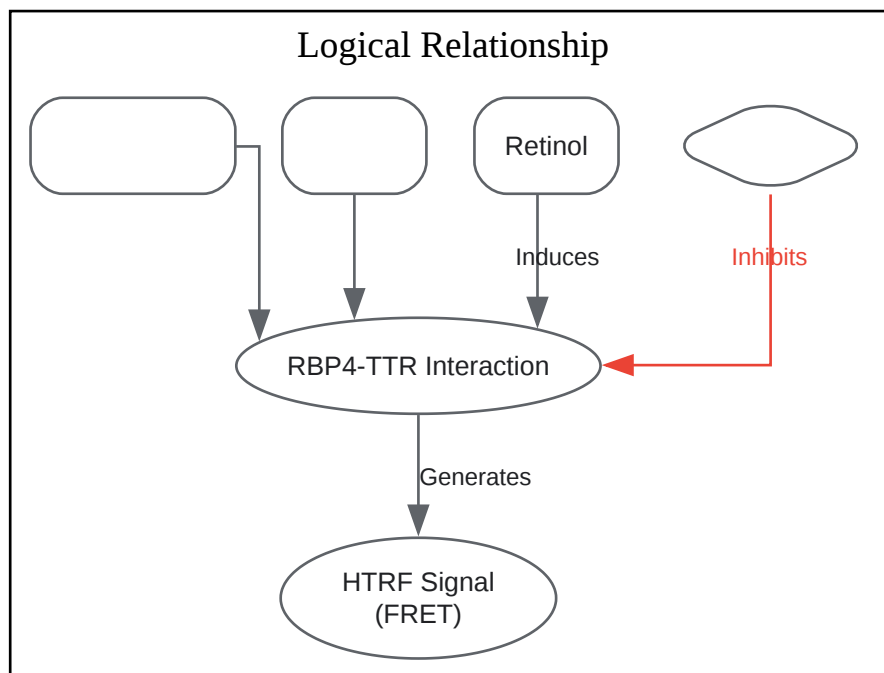 Logical Relationship
Retinol
Induces
Inhibits
RBP4-TTR Interaction
Generates
HTRF Signal
(FRET)